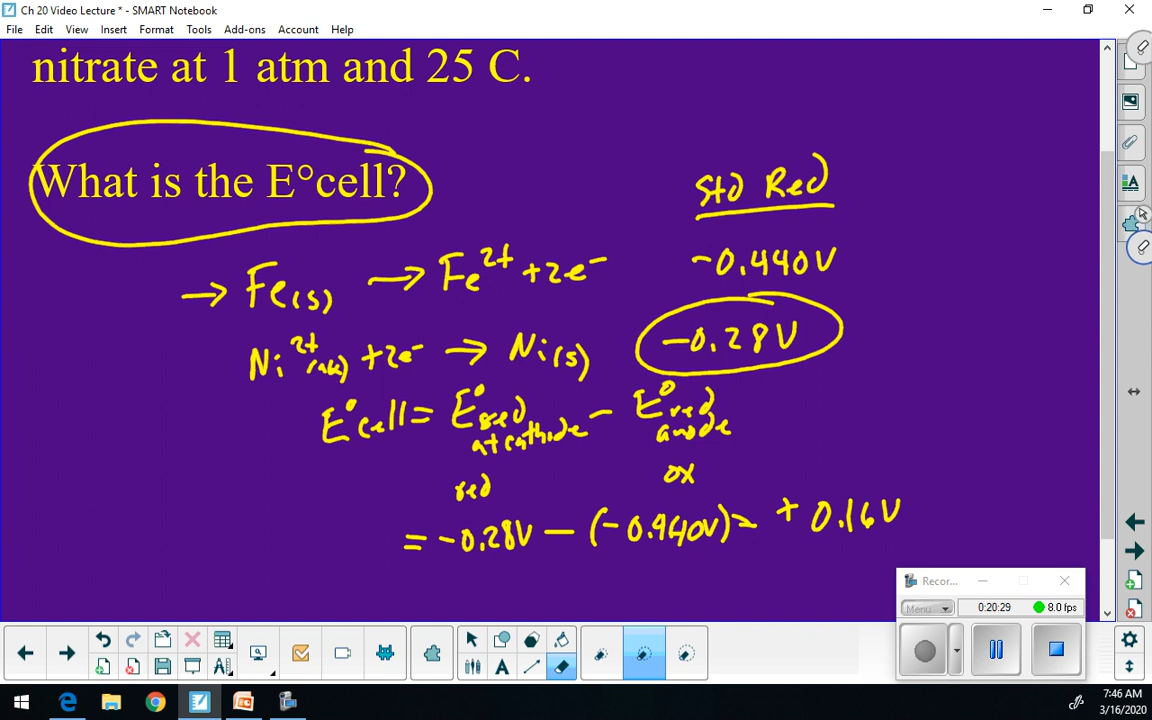 Ch 20 Video Lecture * - SMART Notebook
File Edit View Insert Format Tools Add-ons Account Help
nitrate at 1 atm and 25 C.
What is the E°cell?
Std Red
→ Fe(s) → Fe²⁺ + 2e⁻ -0.440V
Ni²⁺(aq) + 2e⁻ → Ni(s) -0.28V
E°cell = E°red at cathode - E°red anode
red ox
= -0.28V - (-0.440V) = + 0.16V
Recor...
Menu 0:20:29 8.0 fps
A
7:46 AM
3/16/2020